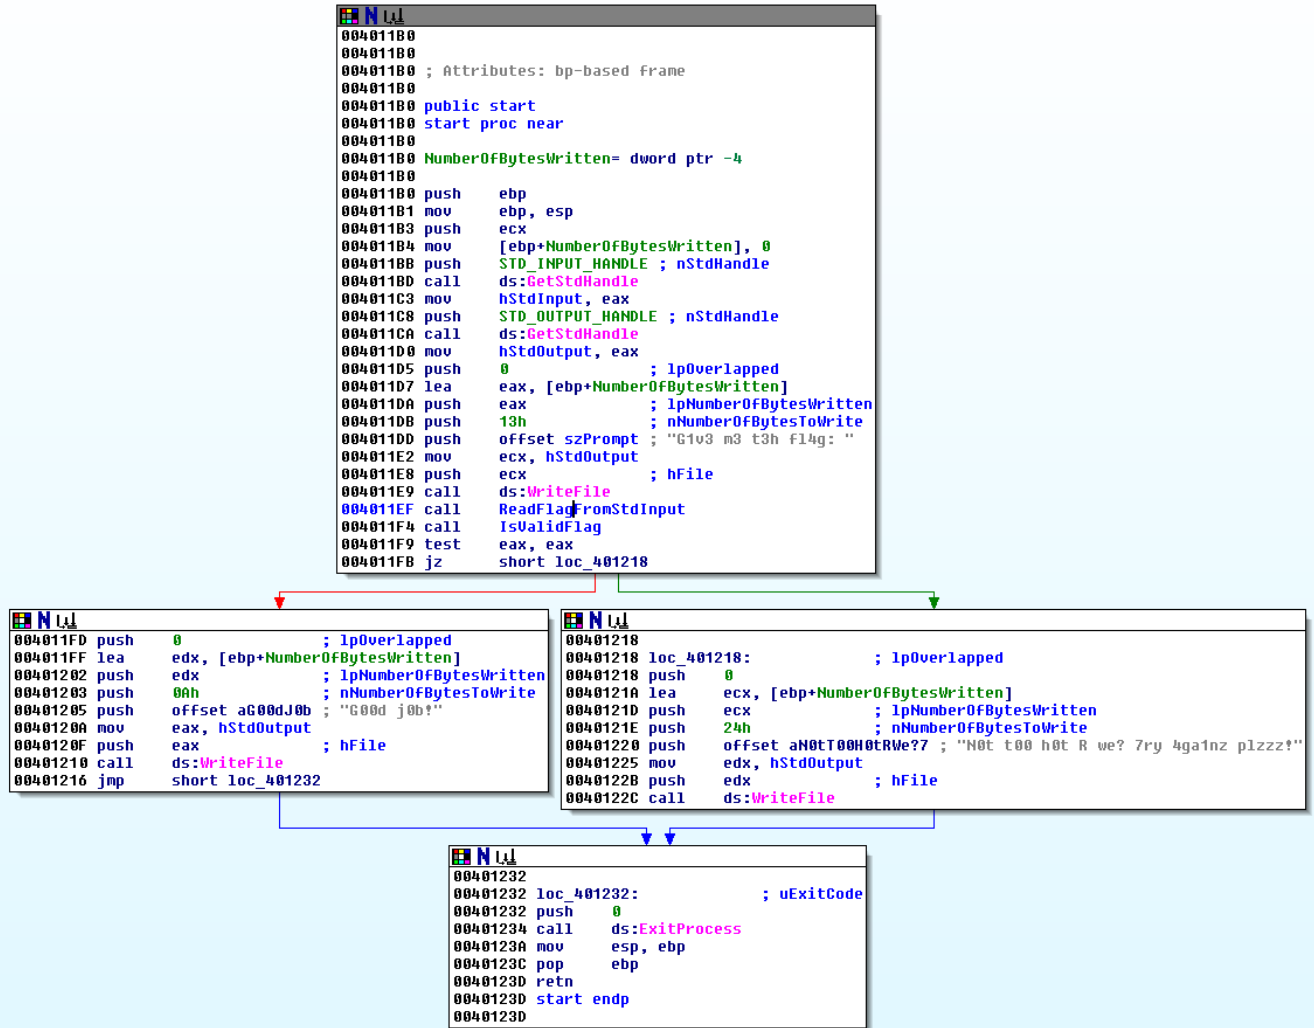 004011B0
004011B0
004011B0 ; Attributes: bp-based frame
004011B0
004011B0 public start
004011B0 start proc near
004011B0
004011B0 NumberOfBytesWritten= dword ptr -4
004011B0
004011B0 push ebp
004011B1 mov ebp, esp
004011B3 push ecx
004011B4 mov [ebp+NumberOfBytesWritten], 0
004011BB push STD_INPUT_HANDLE ; nStdHandle
004011BD call ds:GetStdHandle
004011C3 mov hStdInput, eax
004011C8 push STD_OUTPUT_HANDLE ; nStdHandle
004011CA call ds:GetStdHandle
004011D0 mov hStdOutput, eax
004011D5 push 0 ; lpOverlapped
004011D7 lea eax, [ebp+NumberOfBytesWritten]
004011DA push eax ; lpNumberOfBytesWritten
004011DB push 13h ; nNumberOfBytesToWrite
004011DD push offset szPrompt ; "G1v3 m3 t3h fl4g: "
004011E2 mov ecx, hStdOutput
004011E8 push ecx ; hFile
004011E9 call ds:WriteFile
004011EF call ReadFlagFromStdInput
004011F4 call IsValidFlag
004011F9 test eax, eax
004011FB jz short loc_401218
004011FD push 0 ; lpOverlapped
004011FF lea edx, [ebp+NumberOfBytesWritten]
00401202 push edx ; lpNumberOfBytesWritten
00401203 push 0Ah ; nNumberOfBytesToWrite
00401205 push offset aG00dJ0b ; "G00d j0b!"
0040120A mov eax, hStdOutput
0040120F push eax ; hFile
00401210 call ds:WriteFile
00401216 jmp short loc_401232
00401218
00401218 loc_401218: ; lpOverlapped
00401218 push 0
0040121A lea ecx, [ebp+NumberOfBytesWritten]
0040121D push ecx ; lpNumberOfBytesWritten
0040121E push 24h ; nNumberOfBytesToWrite
00401220 push offset aN0tT00H0tRWe?7 ; "N0t t00 h0t R we? 7ry 4ga1nz plzzz!"
00401225 mov edx, hStdOutput
0040122B push edx ; hFile
0040122C call ds:WriteFile
00401232
00401232 loc_401232: ; uExitCode
00401232 push 0
00401234 call ds:ExitProcess
0040123A mov esp, ebp
0040123C pop ebp
0040123D retn
0040123D start endp
0040123D